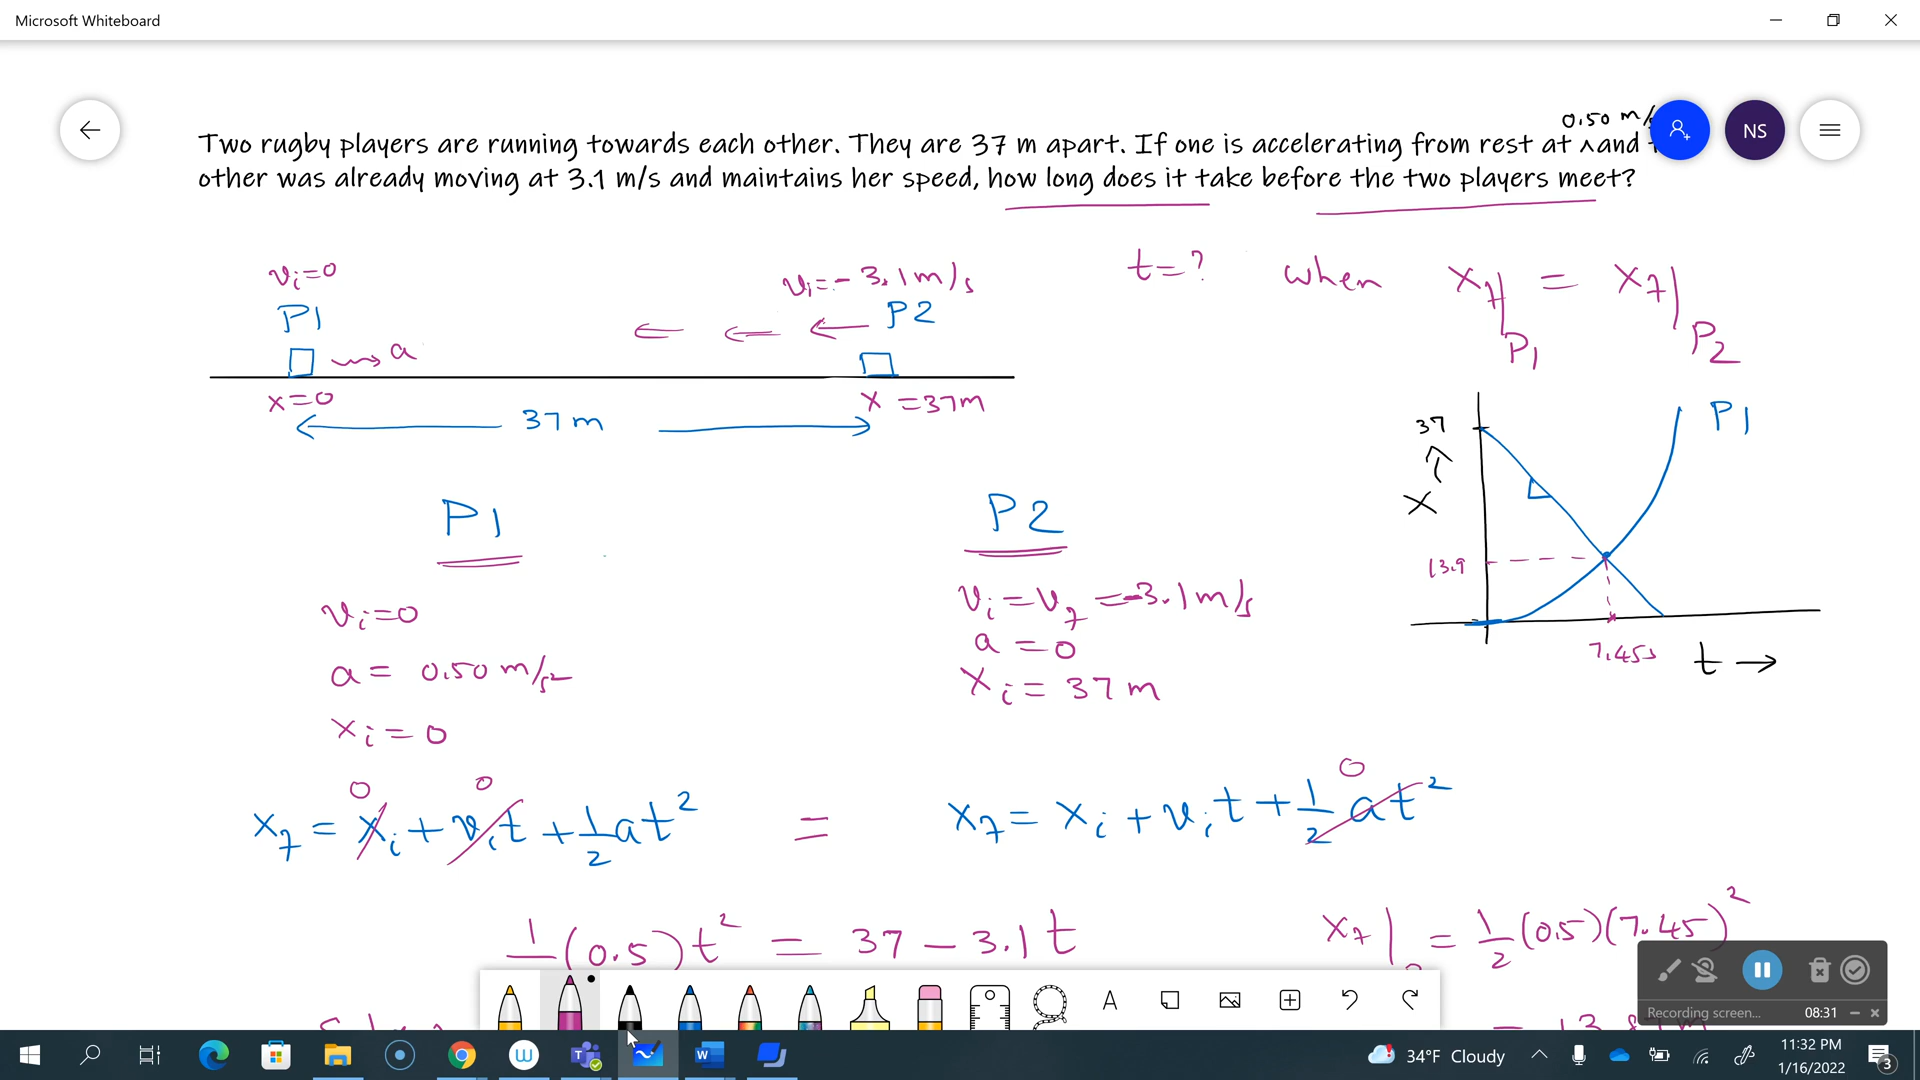 Microsoft Whiteboard
0.50 m/
Two rugby players are running towards each other. They are 37 m apart. If one is accelerating from rest at ^ and
other was already moving at 3.1 m/s and maintains her speed, how long does it take before the two players meet?
NS
t=? when xf|P1 = xf|P2
vi=0
vi=-3.1m/s
P1
P2
a
x=0
x=37m
37m
37
x
P1
13.9
7.45s
t →
P1
P2
vi=0
a = 0.50 m/s²
xi=0
vi=vf=-3.1m/s
a=0
xi=37m
0 0
0
xf = xi + vit + 1/2 at²
=
xf = xi + vit + 1/2 at²
1 (0.5)t² = 37 - 3.1t
xf| = 1/2 (0.5)(7.45)²
A
Recording screen... 08:31
34°F Cloudy
11:32 PM
1/16/2022
3